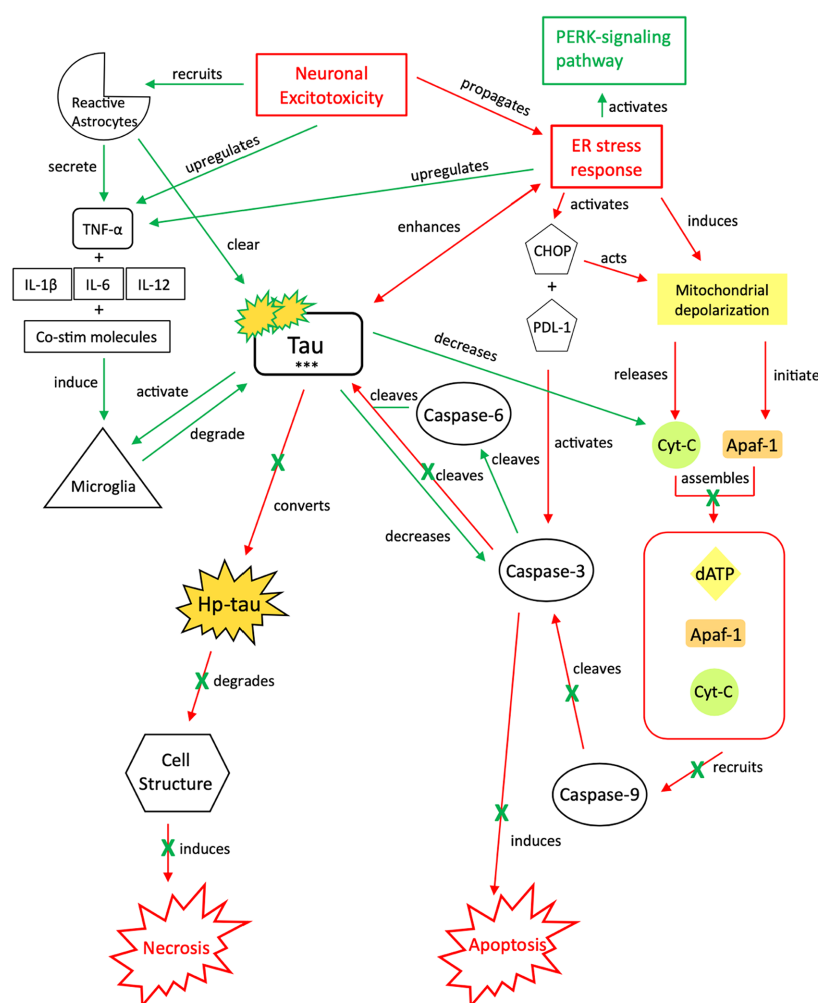 PERK-signaling
pathway
Neuronal
Excitotoxicity
recruits
Reactive
Astrocytes
propagates
activates
ER stress
response
secrete
upregulates
upregulates
activates
induces
TNF-α
clear
enhances
CHOP
acts
+
IL-1β
IL-6
IL-12
+
Mitochondrial
depolarization
+
PDL-1
Co-stim molecules
Tau
***
decreases
induce
activate
degrade
cleaves
Caspase-6
releases
initiate
Microglia
X
converts
X
cleaves
cleaves
activates
Cyt-C
Apaf-1
assembles
X
decreases
Caspase-3
dATP
Hp-tau
Apaf-1
X
degrades
cleaves
X
Cyt-C
Cell
Structure
Caspase-9
X
recruits
X
induces
X
induces
Necrosis
Apoptosis